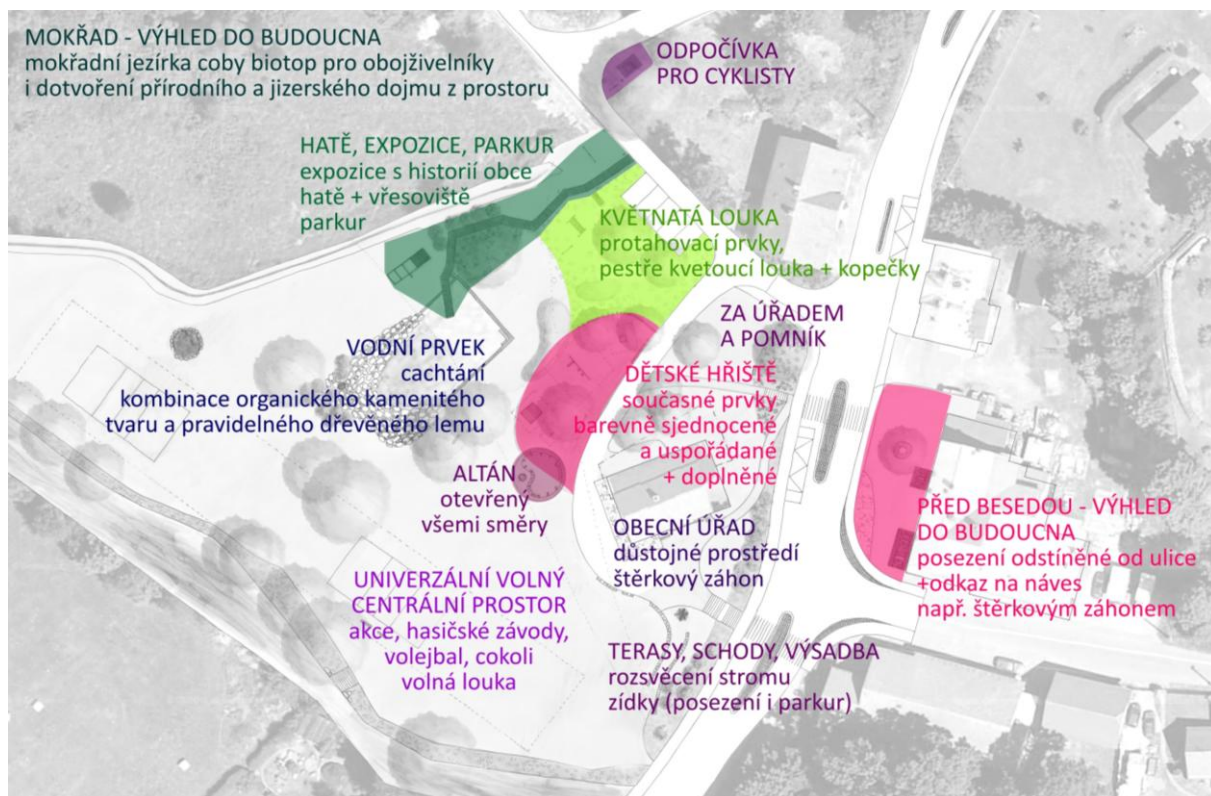 MOKŘAD - VÝHLED DO BUDOUCNA
mokřadní jezírka coby biotop pro obojživelníky
i dotvoření přírodního a jizerského dojmu z prostoru
ODPOČÍVKA
PRO CYKLISTY
HATĚ, EXPOZICE, PARKUR
expozice s historií obce
hatě + vřesoviště
parkur
KVĚTNATÁ LOUKA
protahovací prvky,
pestře kvetoucí louka + kopečky
ZA ÚŘADEM
A POMNÍK
VODNÍ PRVEK
cachtání
kombinace organického kamenitého
tvaru a pravidelného dřevěného lemu
DĚTSKÉ HŘIŠTĚ
současné prvky
barevně sjednocené
a uspořádané
+ doplněné
ALTÁN
otevřený
všemi směry
OBECNÍ ÚŘAD
důstojné prostředí
štěrkový záhon
PŘED BESEDOU - VÝHLED
DO BUDOUCNA
posezení odstíněné od ulice
+odkaz na náves
např. štěrkovým záhonem
UNIVERZÁLNÍ VOLNÝ
CENTRÁLNÍ PROSTOR
akce, hasičské závody,
volejbal, cokoli
volná louka
TERASY, SCHODY, VÝSADBA
rozsvěcení stromu
zídky (posezení i parkur)